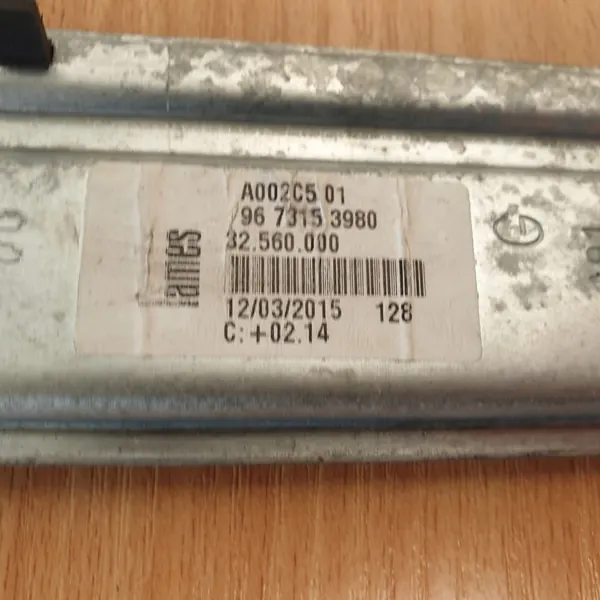 A002C5 01
96 7315 3980
32.560.000
Lames
12/03/2015 128
C:+02.14
G